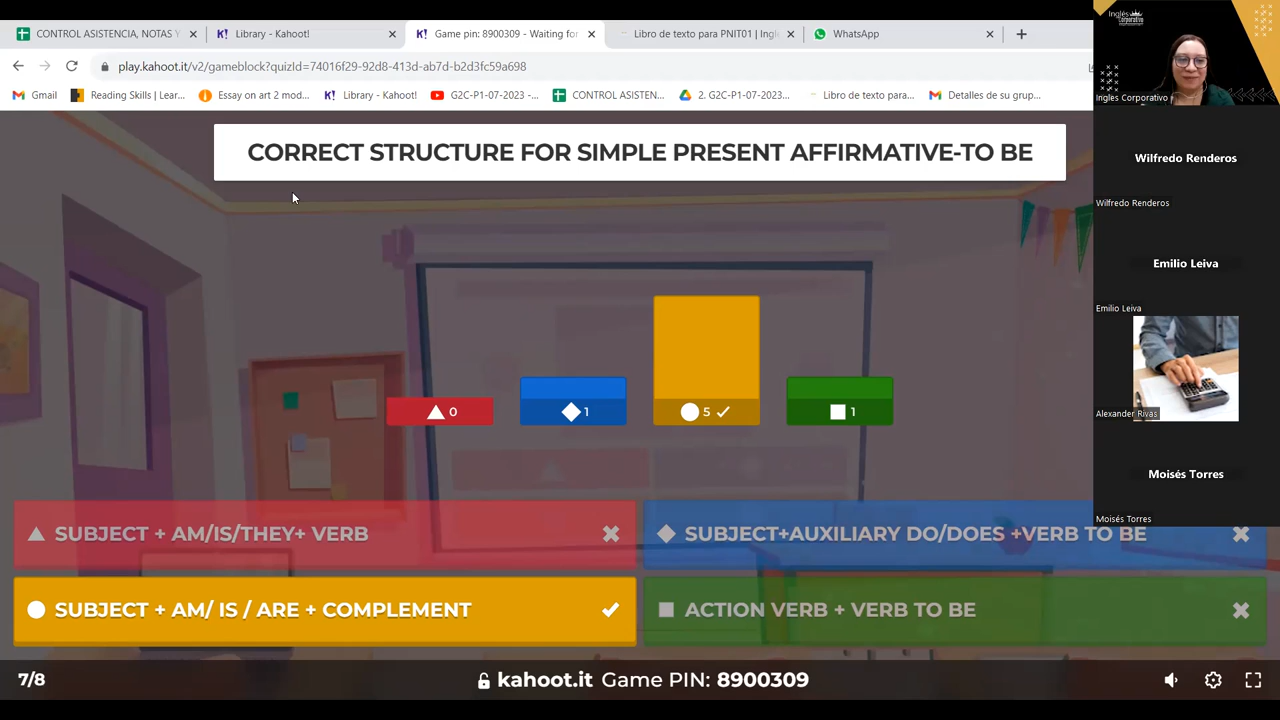 CONTROL ASISTENCIA, NOTAS Y
Library - Kahoot!
Game pin: 8900309 - Waiting for
Libro de texto para PNIT01 | Ingl
WhatsApp
play.kahoot.it/v2/gameblock?quizId=74016f29-92d8-413d-ab7d-b2d3f559a698
Gmail
Reading Skills | Lear...
Essay on art 2 mod...
Library - Kahoot!
G2C-P1-07-2023 -...
CONTROL ASISTEN...
2. G2C-P1-07-2023...
Libro de texto para...
Detalles de su grup...
CORRECT STRUCTURE FOR SIMPLE PRESENT AFFIRMATIVE-TO BE
0
1
5
1
SUBJECT + AM/IS/THEY+ VERB
SUBJECT+AUXILIARY DO/DOES +VERB TO BE
SUBJECT + AM/ IS / ARE + COMPLEMENT
ACTION VERB + VERB TO BE
7/8
kahoot.it Game PIN: 8900309
Inglés
Corporativo
Ingles Corporativo
Wilfredo Renderos
Wilfredo Renderos
Emilio Leiva
Emilio Leiva
Alexander Rivas
Moisés Torres
Moisés Torres